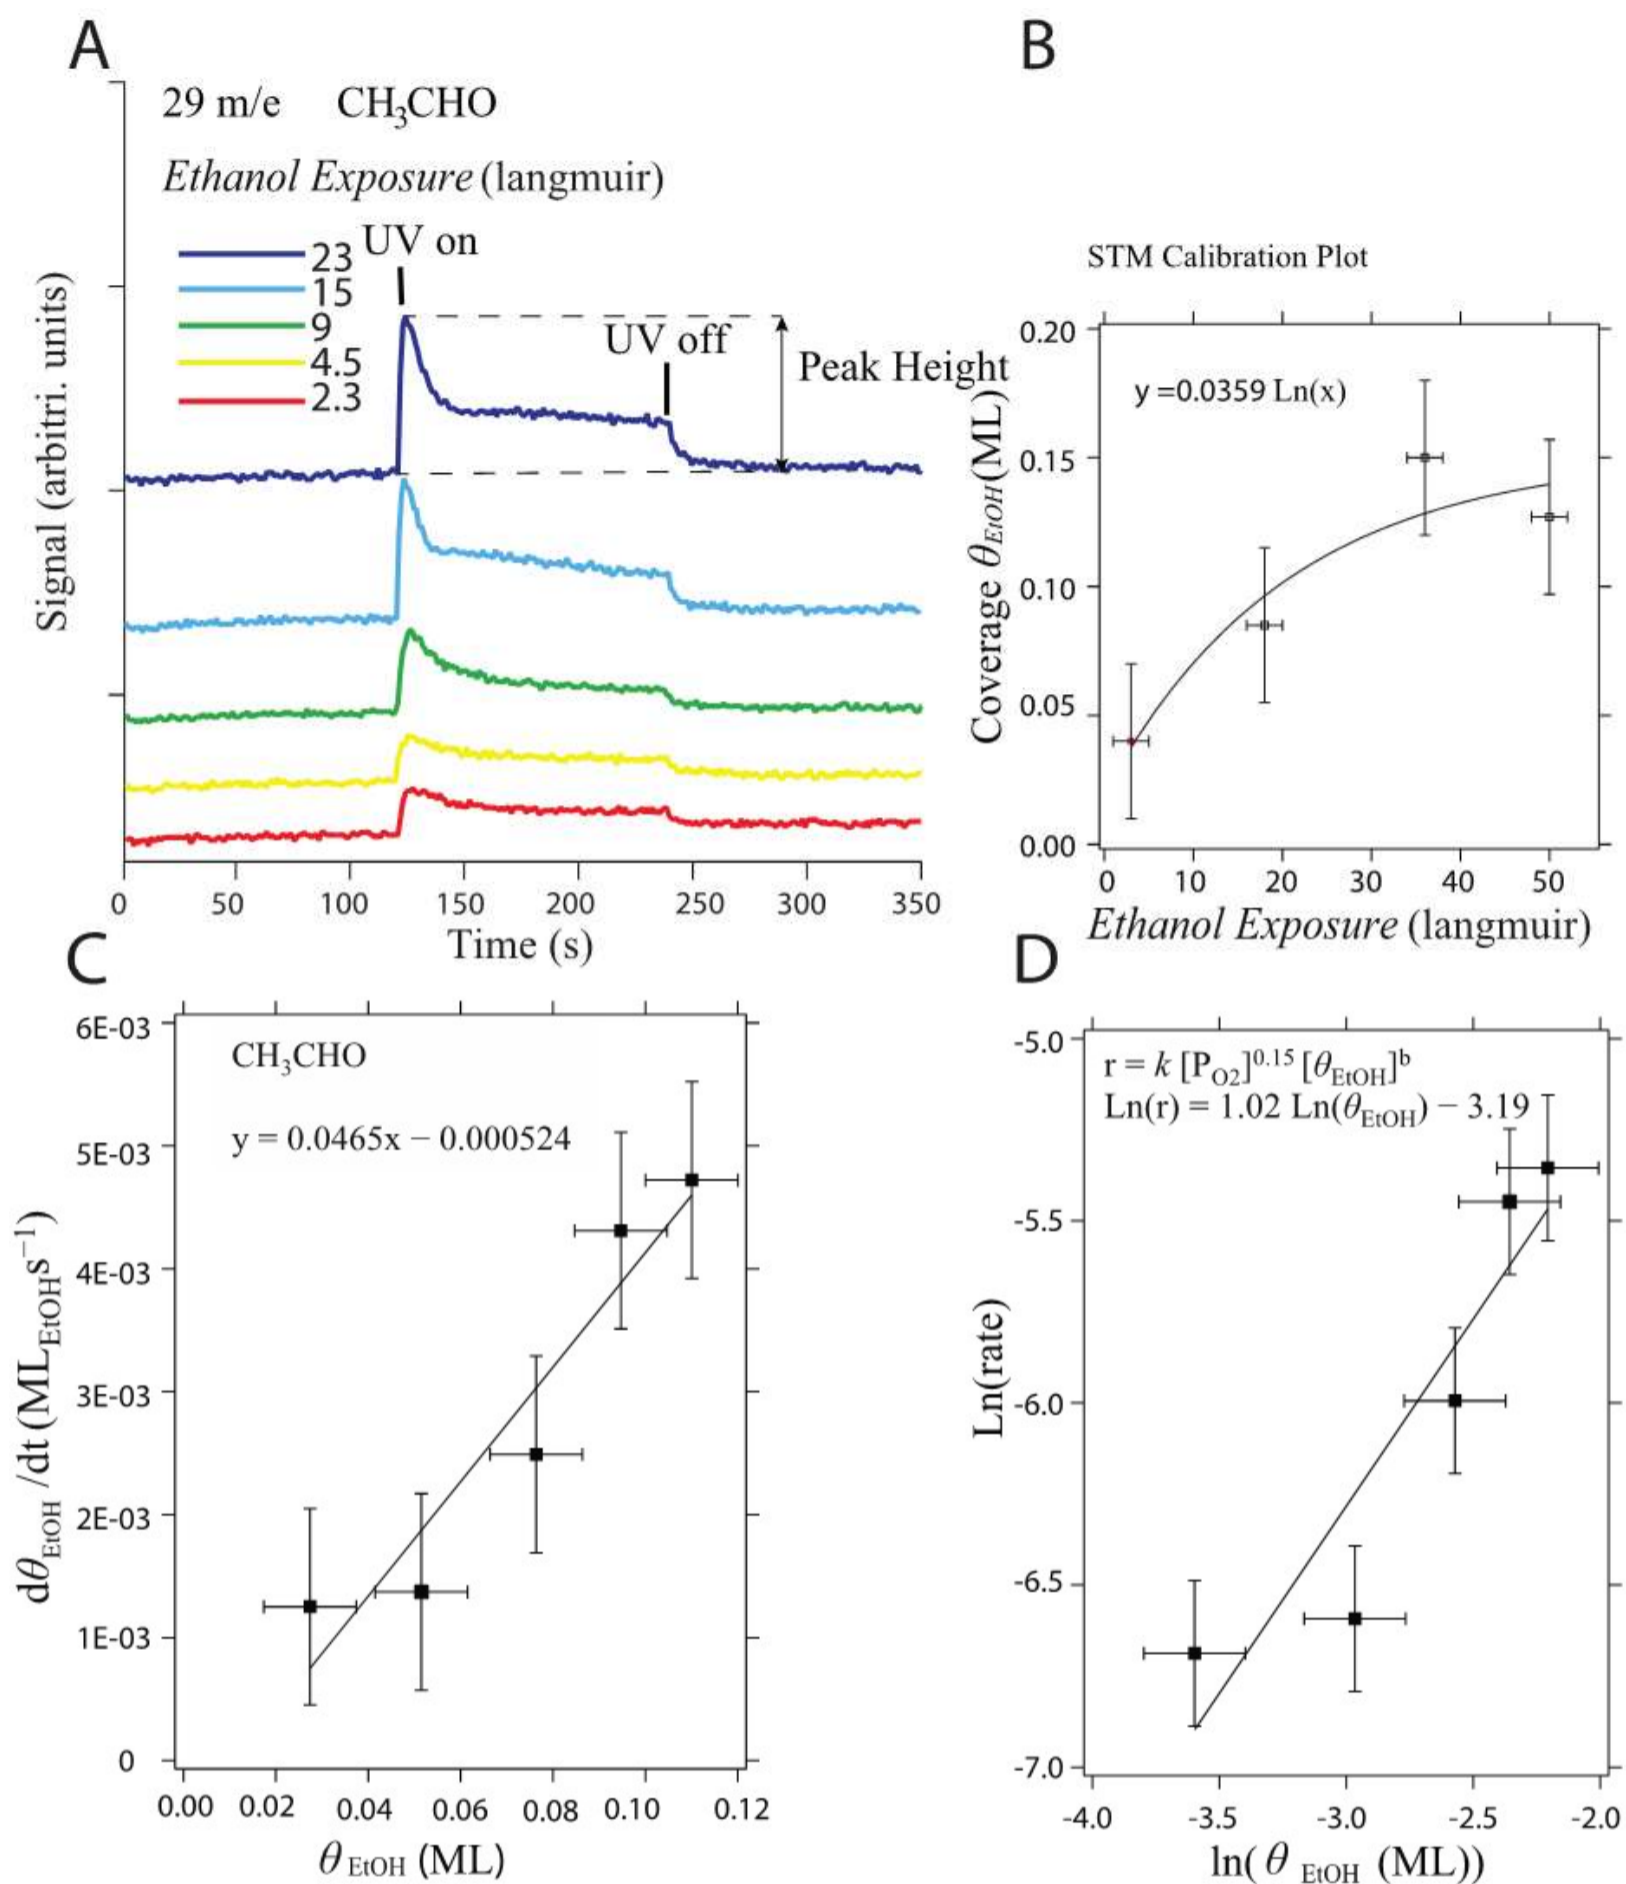 A
29 m/e CH₃CHO
Ethanol Exposure (langmuir)
23
15
9
4.5
2.3
UV on
UV off
Peak Height
Signal (arbitri. units)
0 50 100 150 200 250 300 350
Time (s)
B
STM Calibration Plot
y =0.0359 Ln(x)
0.20
0.15
0.10
0.05
0.00
Coverage θEtOH(ML)
0 10 20 30 40 50
Ethanol Exposure (langmuir)
C
CH₃CHO
y = 0.0465x − 0.000524
6E-03
5E-03
4E-03
3E-03
2E-03
1E-03
0
dθEtOH /dt (MLEtOHs⁻¹)
0.00 0.02 0.04 0.06 0.08 0.10 0.12
θ EtOH (ML)
D
r = k [PO2]^0.15 [θEtOH]^b
Ln(r) = 1.02 Ln(θEtOH) − 3.19
-5.0
-5.5
-6.0
-6.5
-7.0
Ln(rate)
-4.0 -3.5 -3.0 -2.5 -2.0
ln( θ EtOH (ML))